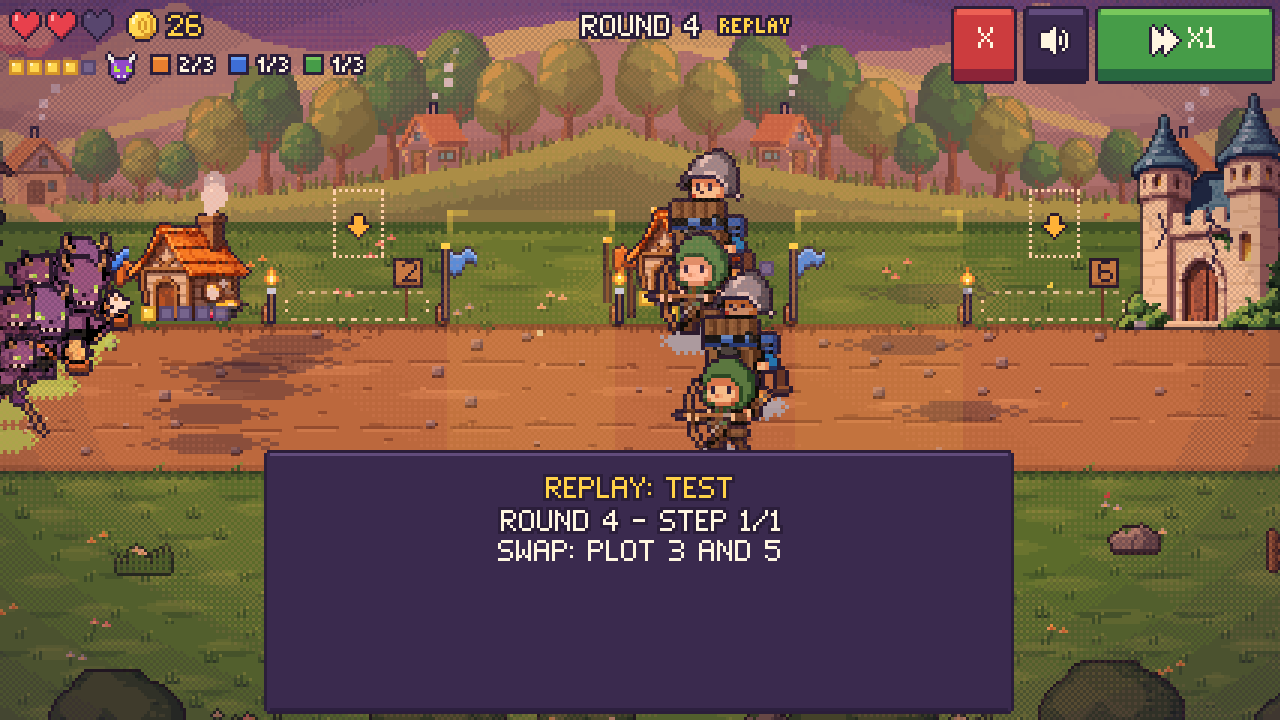 26
ROUND 4 REPLAY
X
X1
2/3 1/3 1/3
2
6
REPLAY: TEST
ROUND 4 - STEP 1/1
SWAP: PLOT 3 AND 5